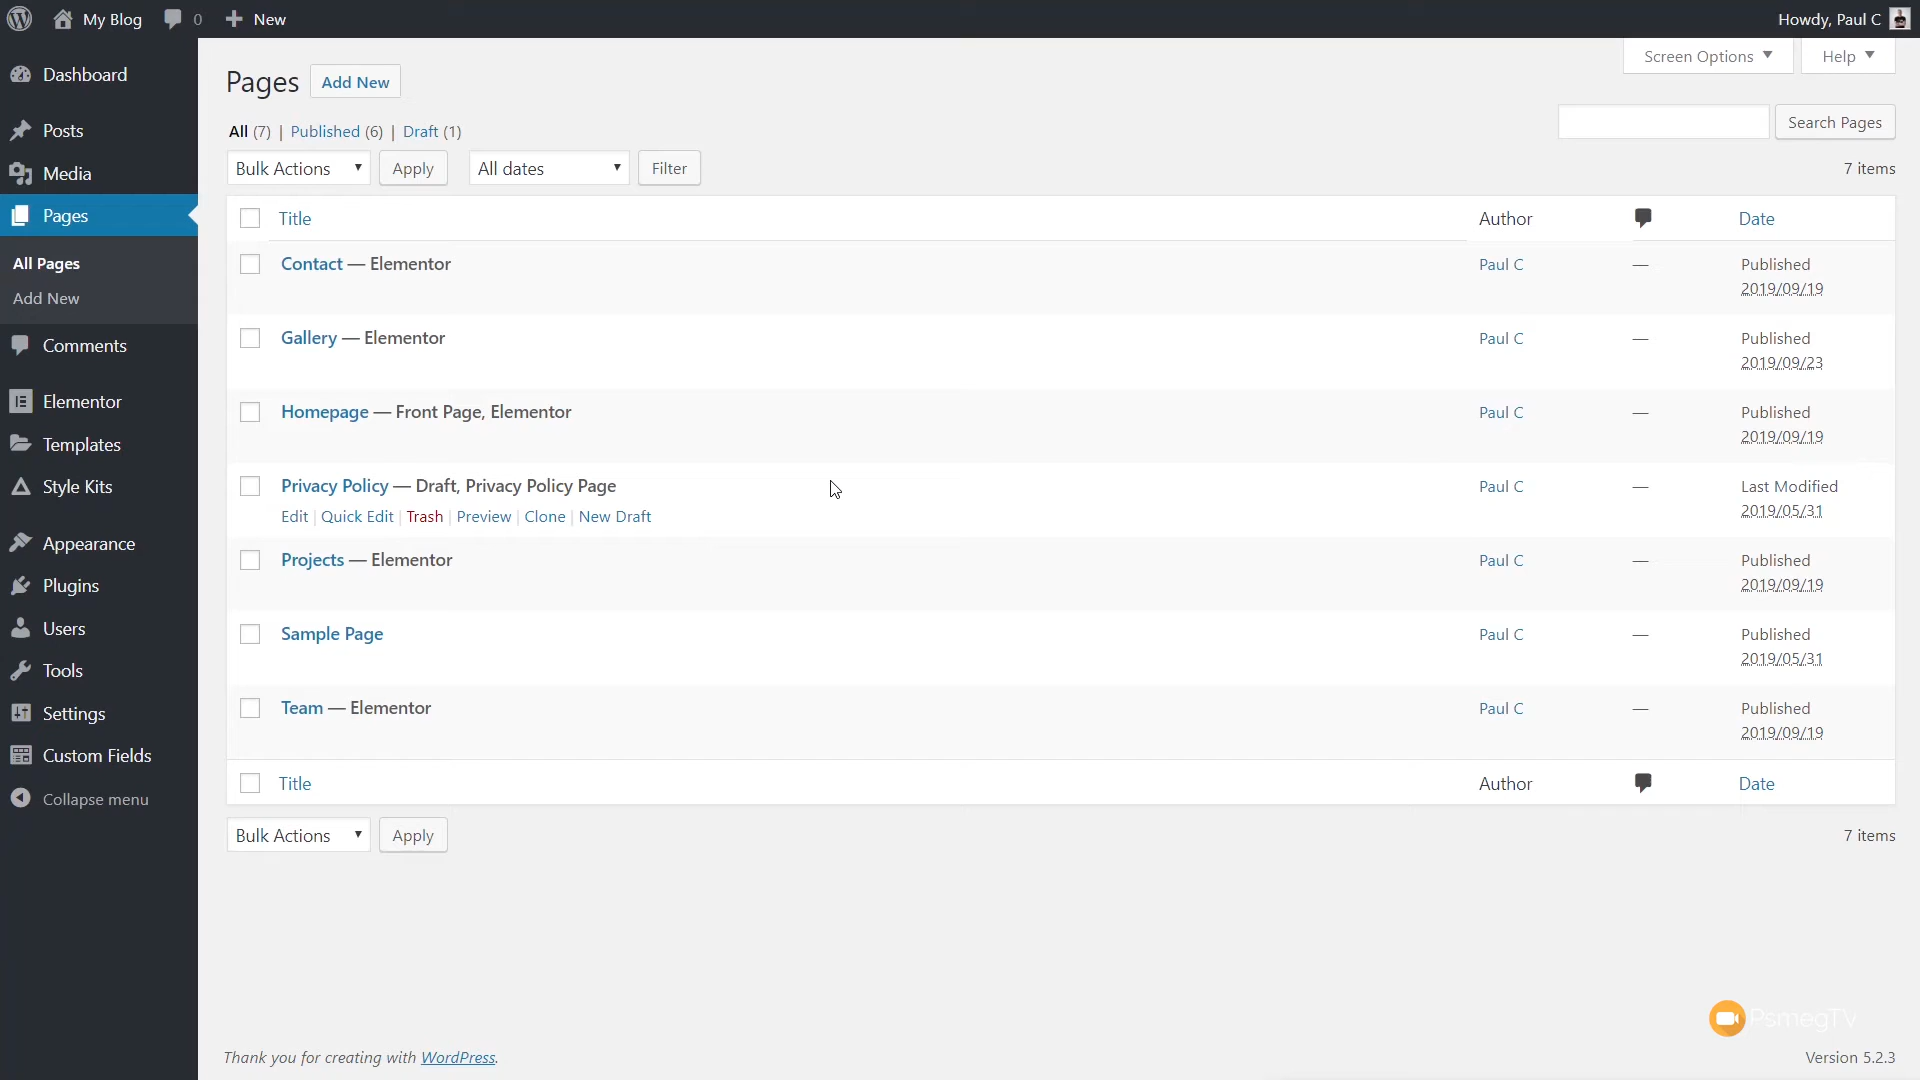 My Blog 0 New Howdy, Paul C
Screen Options Help
Dashboard
Posts
Media
Pages
All Pages
Add New
Comments
Elementor
Templates
Style Kits
Appearance
Plugins
Users
Tools
Settings
Custom Fields
Collapse menu
Pages Add New
All (7) | Published (6) | Draft (1)
Search Pages
Bulk Actions Apply All dates Filter 7 items
Title Author Date
Contact — Elementor Paul C — Published
2019/09/19
Gallery — Elementor Paul C — Published
2019/09/23
Homepage — Front Page, Elementor Paul C — Published
2019/09/19
Privacy Policy — Draft, Privacy Policy Page Paul C — Last Modified
Edit | Quick Edit | Trash | Preview | Clone | New Draft 2019/05/31
Projects — Elementor Paul C — Published
2019/09/19
Sample Page Paul C — Published
2019/05/31
Team — Elementor Paul C — Published
2019/09/19
Title Author Date
Bulk Actions Apply 7 items
PsmegTV
Thank you for creating with WordPress. Version 5.2.3